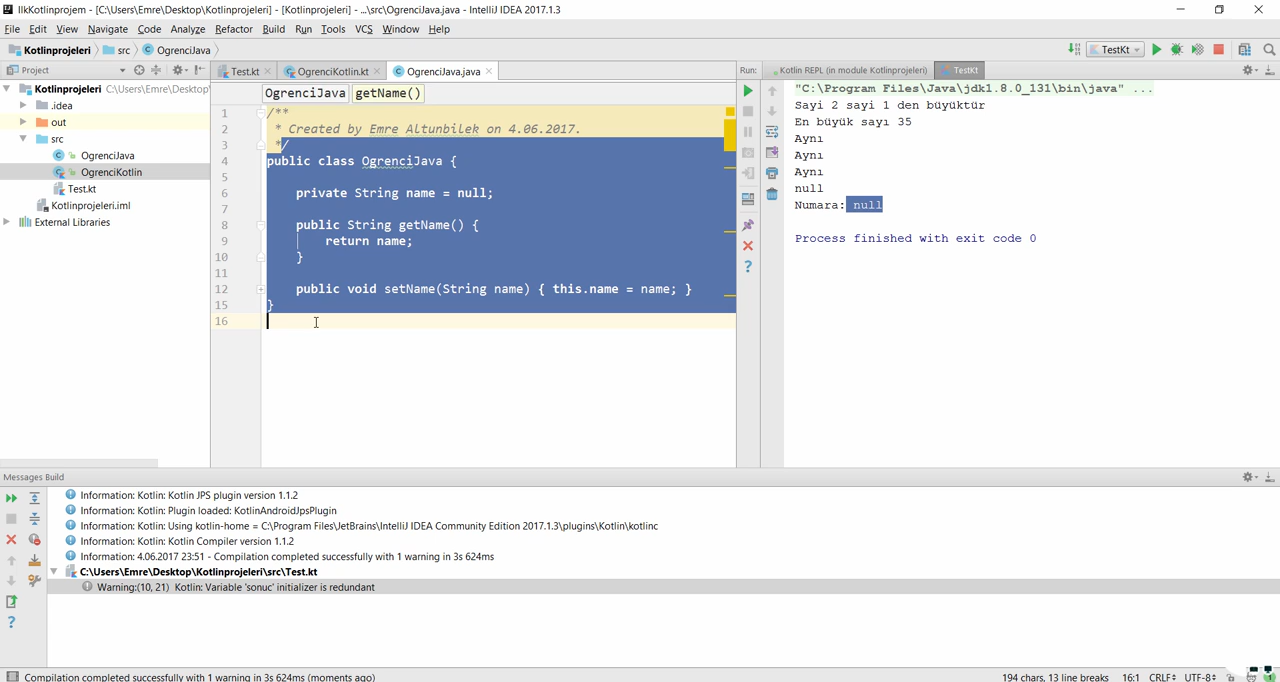 IlkKotlinprojem - [C:\Users\Emre\Desktop\Kotlinprojeleri] - [Kotlinprojeleri] - ...\src\OgrenciJava.java - IntelliJ IDEA 2017.1.3
File Edit View Navigate Code Analyze Refactor Build Run Tools VCS Window Help
Kotlinprojeleri src OgrenciJava TestKt
Project Test.kt OgrenciKotlin.kt OgrenciJava.java Run: Kotlin REPL (in module Kotlinprojeleri) TestKt
Kotlinprojeleri C:\Users\Emre\Desktop\
.idea
out
src
OgrenciJava
OgrenciKotlin
Test.kt
Kotlinprojeleri.iml
External Libraries
OgrenciJava getName()
1 /**
2 * Created by Emre Altunbilek on 4.06.2017.
3 */
4 public class OgrenciJava {
5
6 private String name = null;
7
8 public String getName() {
9 return name;
10 }
11
12 public void setName(String name) { this.name = name; }
15 }
16
"C:\Program Files\Java\jdk1.8.0_131\bin\java" ...
Sayi 2 sayi 1 den büyüktür
En büyük sayı 35
Aynı
Aynı
Aynı
null
Numara: null
Process finished with exit code 0
Messages Build
Information: Kotlin: Kotlin JPS plugin version 1.1.2
Information: Kotlin: Plugin loaded: KotlinAndroidJpsPlugin
Information: Kotlin: Using kotlin-home = C:\Program Files\JetBrains\IntelliJ IDEA Community Edition 2017.1.3\plugins\Kotlin\kotlinc
Information: Kotlin: Kotlin Compiler version 1.1.2
Information: 4.06.2017 23:51 - Compilation completed successfully with 1 warning in 3s 624ms
C:\Users\Emre\Desktop\Kotlinprojeleri\src\Test.kt
Warning:(10, 21) Kotlin: Variable 'sonuc' initializer is redundant
Compilation completed successfully with 1 warning in 3s 624ms (moments ago) 194 chars, 13 line breaks 16:1 CRLF UTF-8